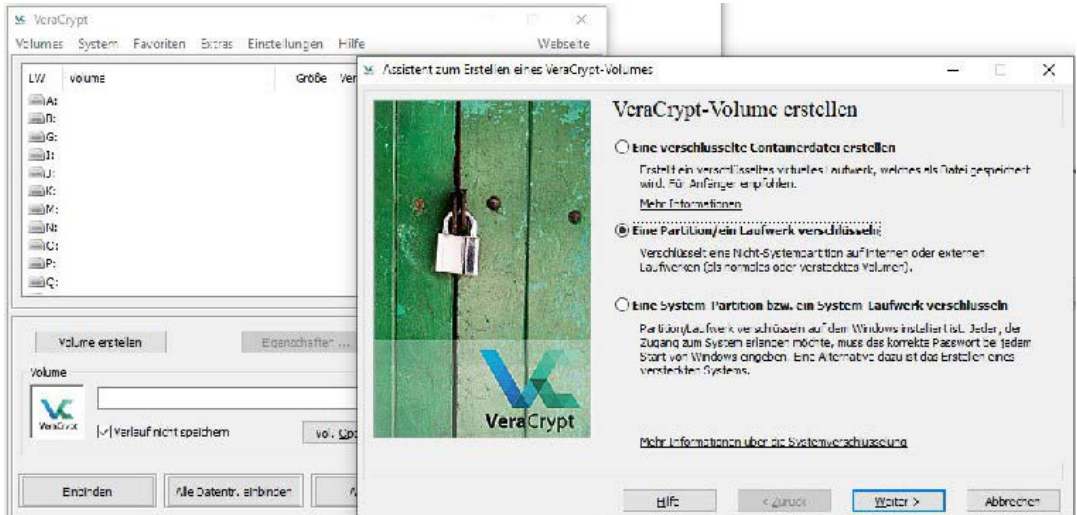 VeraCrypt
Volumes System Favoriten Extras Einstellungen Hilfe Webseite
LW Volume Größe Ver
A:
B:
G:
I:
J:
K:
M:
N:
O:
P:
Q:
Volume erstellen Eigenschaften ...
Volume
VeraCrypt
Verlauf nicht speichern Vol. Op
Einbinden Alle Datentr. einbinden A
Assistent zum Erstellen eines VeraCrypt-Volumes
VeraCrypt
VeraCrypt-Volume erstellen
Eine verschlüsselte Containerdatei erstellen
Erstellt ein verschlüsseltes virtuelles Laufwerk, welches als Datei gespeichert
wird. Für Anfänger empfohlen.
Mehr Informationen
Eine Partition/ein Laufwerk verschlüsseln
Verschlüsselt eine Nicht-Systempartition auf internen oder externen
Laufwerken (als normales oder verstecktes Volumen).
Eine System-Partition bzw. ein System-Laufwerk verschlüsseln
Partition/Laufwerk verschlüsseln auf dem Windows installiert ist. Jeder, der
Zugang zum System erlangen möchte, muss das korrekte Passwort bei jedem
Start von Windows eingeben. Eine Alternative dazu ist das Erstellen eines
versteckten Systems.
Mehr Informationen über die Systemverschlüsselung
Hilfe < Zurück Weiter > Abbrechen